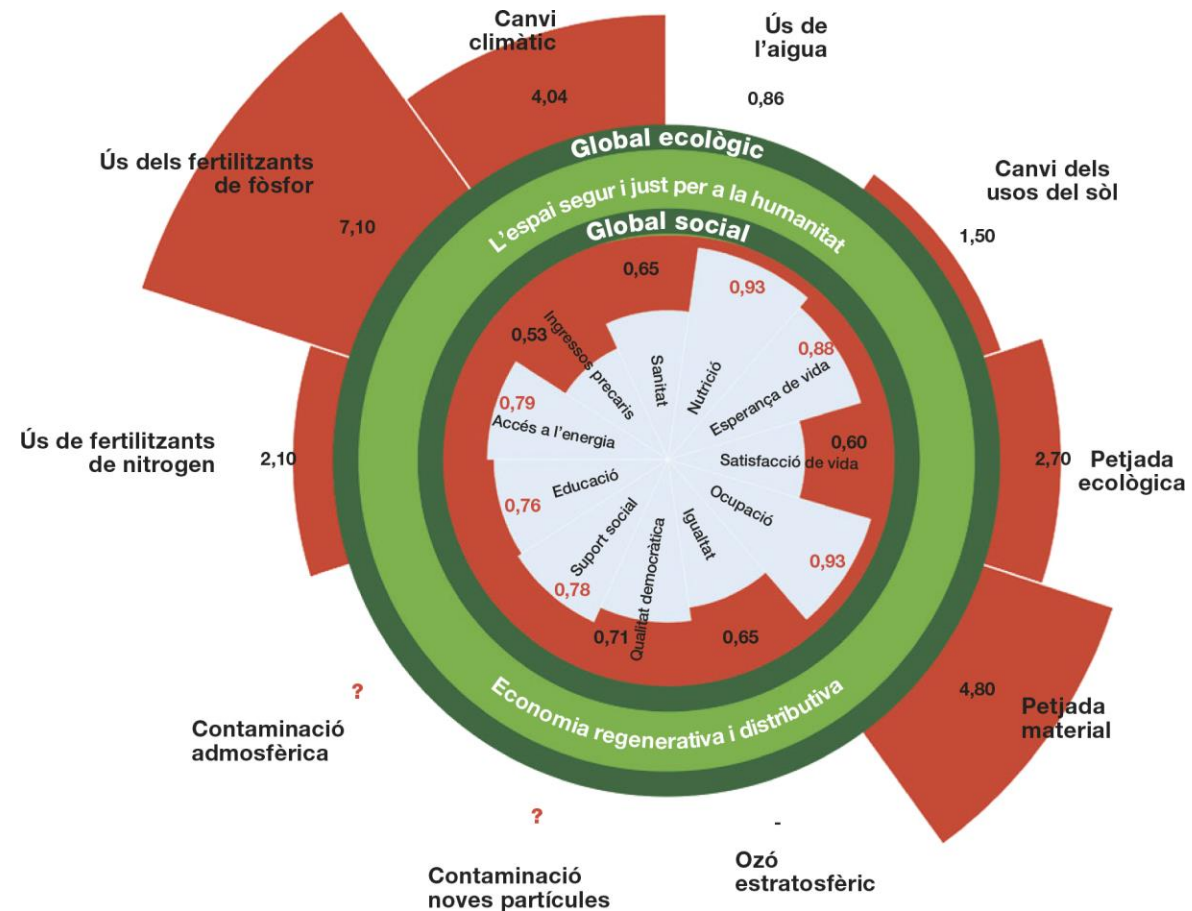 Canvi
climàtic
4,04
Ús de
l'aigua
0,86
Ús dels fertilitzants
de fòsfor
7,10
Canvi dels
usos del sòl
1,50
Global ecològic
L'espai segur i just per a la humanitat
Global social
0,65
Sanitat
0,93
Nutrició
0,88
Esperança de vida
0,60
Satisfacció de vida
Ocupació
0,93
Igualtat
0,65
Qualitat democràtica
0,71
Suport social
0,78
Educació
0,76
Accés a l'energia
0,79
Ingressos precaris
0,53
Ús de fertilitzants
de nitrogen
2,10
2,70
Petjada
ecològica
4,80
Petjada
material
Economia regenerativa i distributiva
?
Contaminació
admosfèrica
?
Contaminació
noves partícules
-
Ozó
estratosfèric